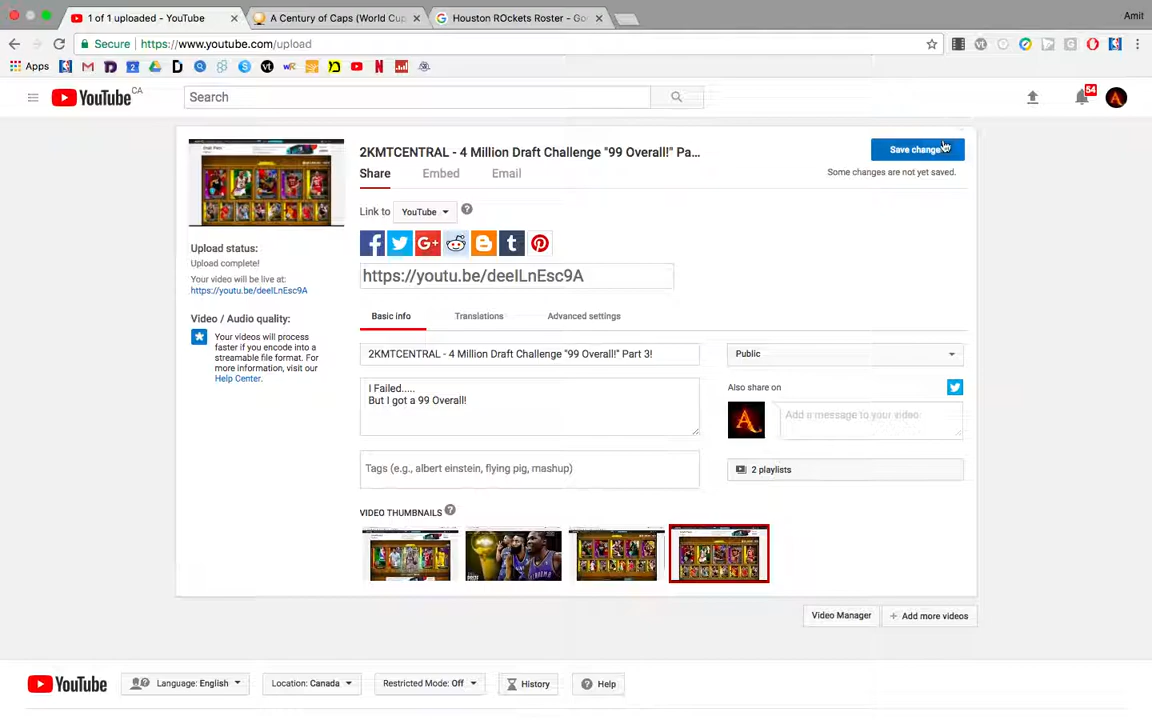 1 of 1 uploaded - YouTube
A Century of Caps (World Cup
Houston ROckets Roster - Go
Amit
Secure
https://www.youtube.com/upload
Apps
YouTube CA
Search
54
2KMTCENTRAL - 4 Million Draft Challenge "99 Overall!" Pa...
Save changes
Some changes are not yet saved.
Share
Embed
Email
Link to
YouTube
https://youtu.be/deeILnEsc9A
Upload status:
Upload complete!
Your video will be live at:
https://youtu.be/deeILnEsc9A
Video / Audio quality:
Your videos will process
faster if you encode into a
streamable file format. For
more information, visit our
Help Center.
Basic info
Translations
Advanced settings
2KMTCENTRAL - 4 Million Draft Challenge "99 Overall!" Part 3!
Public
I Failed.....
But I got a 99 Overall!
Also share on
Add a message to your video
Tags (e.g., albert einstein, flying pig, mashup)
2 playlists
VIDEO THUMBNAILS
Video Manager
+ Add more videos
YouTube
Language: English
Location: Canada
Restricted Mode: Off
History
Help